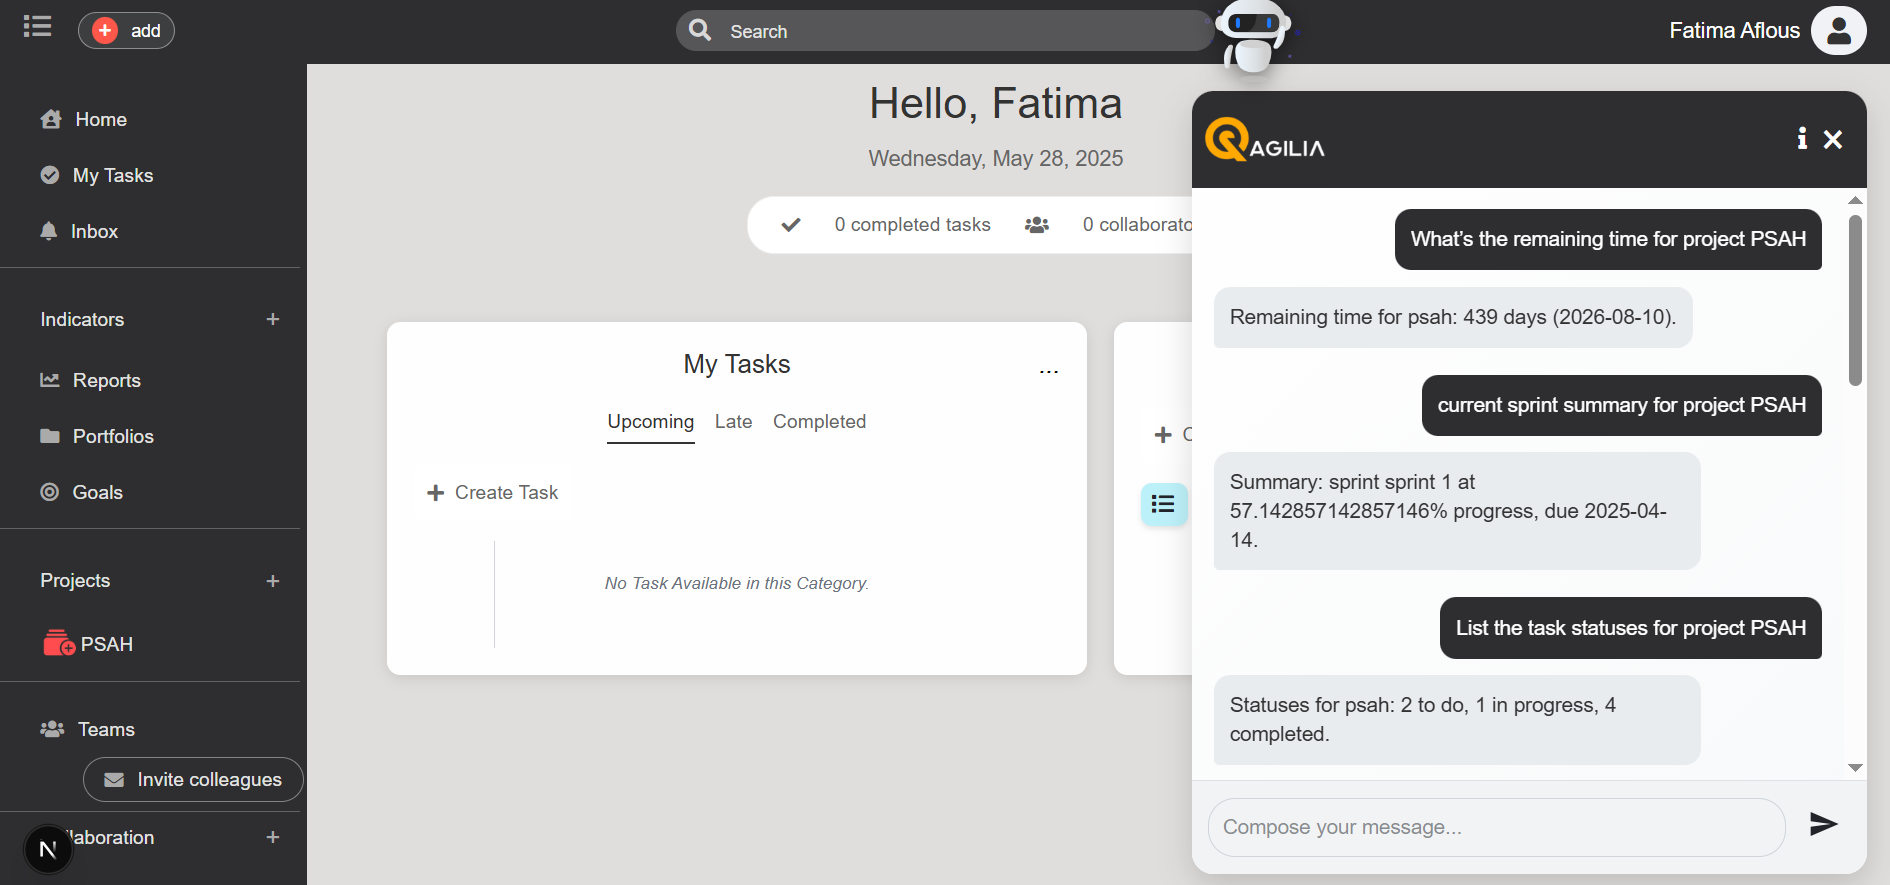 add
Search
Fatima Aflous
Home
My Tasks
Inbox
Indicators +
Reports
Portfolios
Goals
Projects +
PSAH
Teams
Invite colleagues
laboration +
N
Hello, Fatima
Wednesday, May 28, 2025
0 completed tasks
0 collaborato
My Tasks
...
Upcoming Late Completed
+ Create Task
No Task Available in this Category.
+ C
AGILIA
What's the remaining time for project PSAH
Remaining time for psah: 439 days (2026-08-10).
current sprint summary for project PSAH
Summary: sprint sprint 1 at
57.142857142857146% progress, due 2025-04-
14.
List the task statuses for project PSAH
Statuses for psah: 2 to do, 1 in progress, 4
completed.
Compose your message...